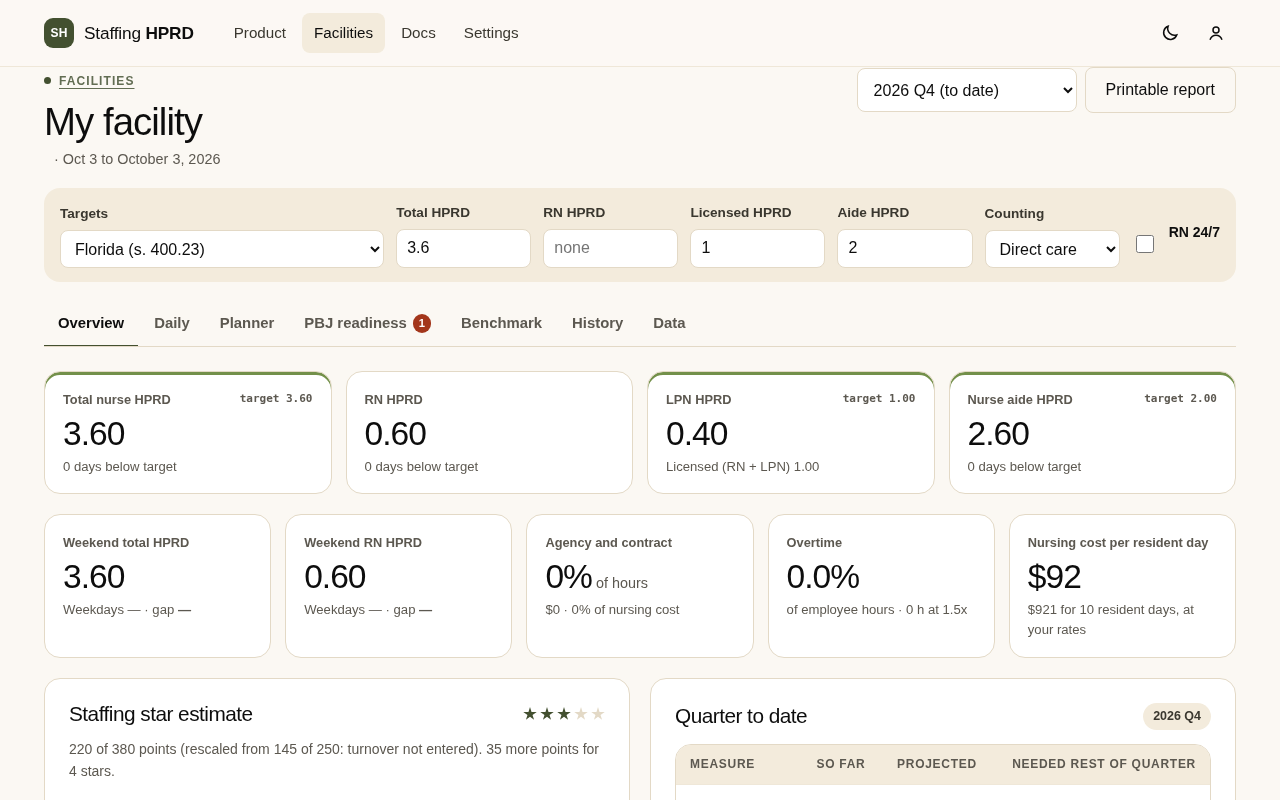 SH Staffing HPRD Product Facilities Docs Settings
FACILITIES
2026 Q4 (to date) Printable report
My facility
· Oct 3 to October 3, 2026
Targets Total HPRD RN HPRD Licensed HPRD Aide HPRD Counting
Florida (s. 400.23) 3.6 none 1 2 Direct care RN 24/7
Overview Daily Planner PBJ readiness 1 Benchmark History Data
Total nurse HPRD target 3.60
3.60
0 days below target
RN HPRD
0.60
0 days below target
LPN HPRD target 1.00
0.40
Licensed (RN + LPN) 1.00
Nurse aide HPRD target 2.00
2.60
0 days below target
Weekend total HPRD
3.60
Weekdays — · gap —
Weekend RN HPRD
0.60
Weekdays — · gap —
Agency and contract
0% of hours
$0 · 0% of nursing cost
Overtime
0.0%
of employee hours · 0 h at 1.5x
Nursing cost per resident day
$92
$921 for 10 resident days, at
your rates
Staffing star estimate ★★★★★
220 of 380 points (rescaled from 145 of 250: turnover not entered). 35 more points for
4 stars.
Quarter to date 2026 Q4
MEASURE SO FAR PROJECTED NEEDED REST OF QUARTER